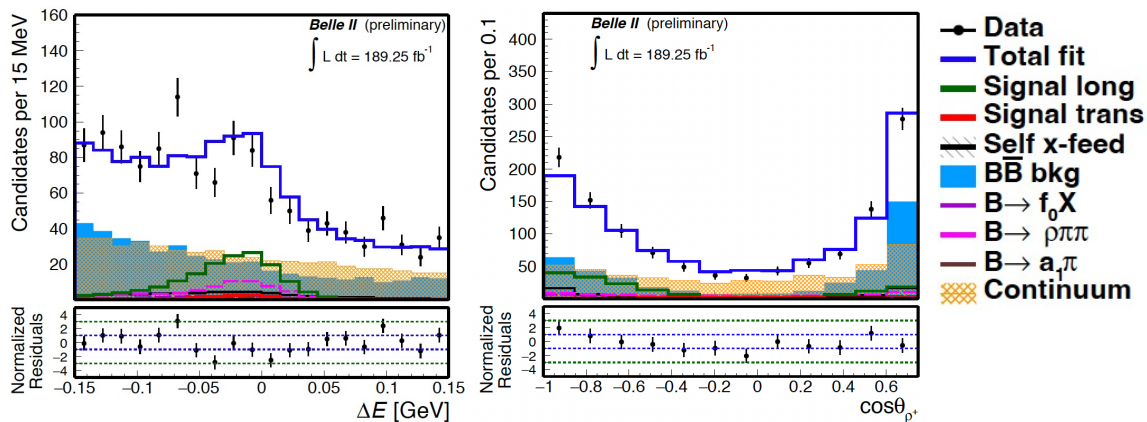 Belle II (preliminary)
∫ L dt = 189.25 fb⁻¹
Candidates per 15 MeV
160
140
120
100
80
60
40
20
Normalized
Residuals
4
2
0
−2
−4
−0.15 −0.1 −0.05 0 0.05 0.1 0.15
ΔE [GeV]
Belle II (preliminary)
∫ L dt = 189.25 fb⁻¹
Candidates per 0.1
400
350
300
250
200
150
100
50
Normalized
Residuals
4
2
0
−2
−4
−1 −0.8 −0.6 −0.4 −0.2 0 0.2 0.4 0.6
cosθρ⁺
Data
Total fit
Signal long
Signal trans
Self x-feed
BB̅ bkg
B→ f₀X
B→ ρππ
B→ a₁π
Continuum